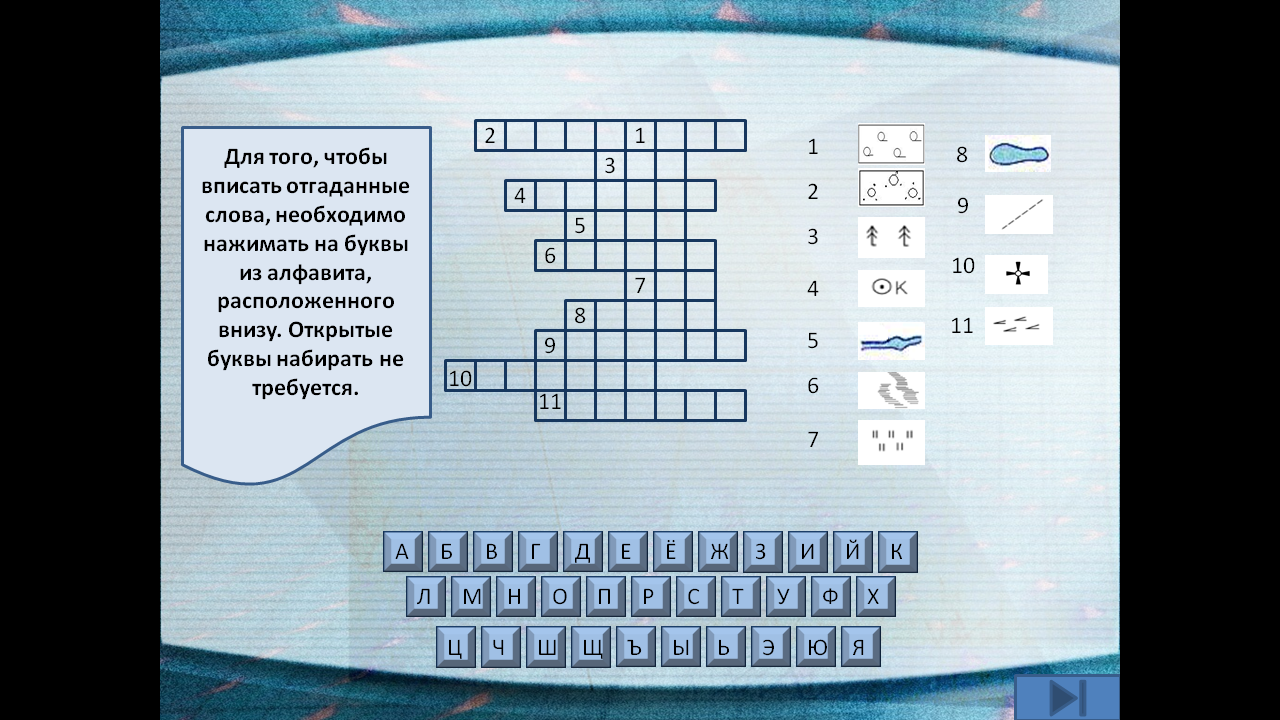 Для того, чтобы
вписать отгаданные
слова, необходимо
нажимать на буквы
из алфавита,
расположенного
внизу. Открытые
буквы набирать не
требуется.
2 1
3
4
5
6
7
8
9
10
11
1
2
3
4 К
5
6
7
8
9
10
11
А Б В Г Д Е Ё Ж З И Й К
Л М Н О П Р С Т У Ф Х
Ц Ч Ш Щ Ъ Ы Ь Э Ю Я